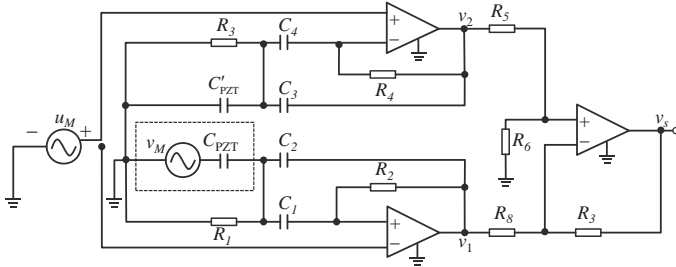 R3 C4 v2 R5
+
−
C′PZT C3 R4
uM
− +
vM CPZT C2 R6 + vs
−
R2
C1
R1 + R8 R3
−
v1